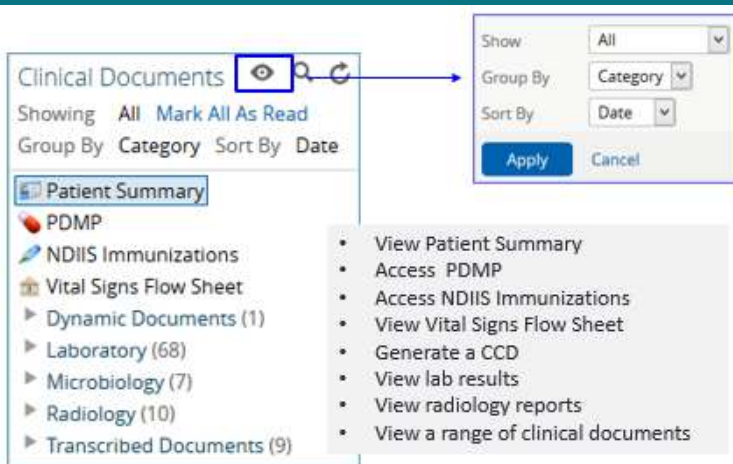 Clinical Documents
Showing All Mark All As Read
Group By Category Sort By Date
Patient Summary
PDMP
NDIIS Immunizations
Vital Signs Flow Sheet
Dynamic Documents (1)
Laboratory (68)
Microbiology (7)
Radiology (10)
Transcribed Documents (9)
Show All
Group By Category
Sort By Date
Apply Cancel
• View Patient Summary
• Access PDMP
• Access NDIIS Immunizations
• View Vital Signs Flow Sheet
• Generate a CCD
• View lab results
• View radiology reports
• View a range of clinical documents